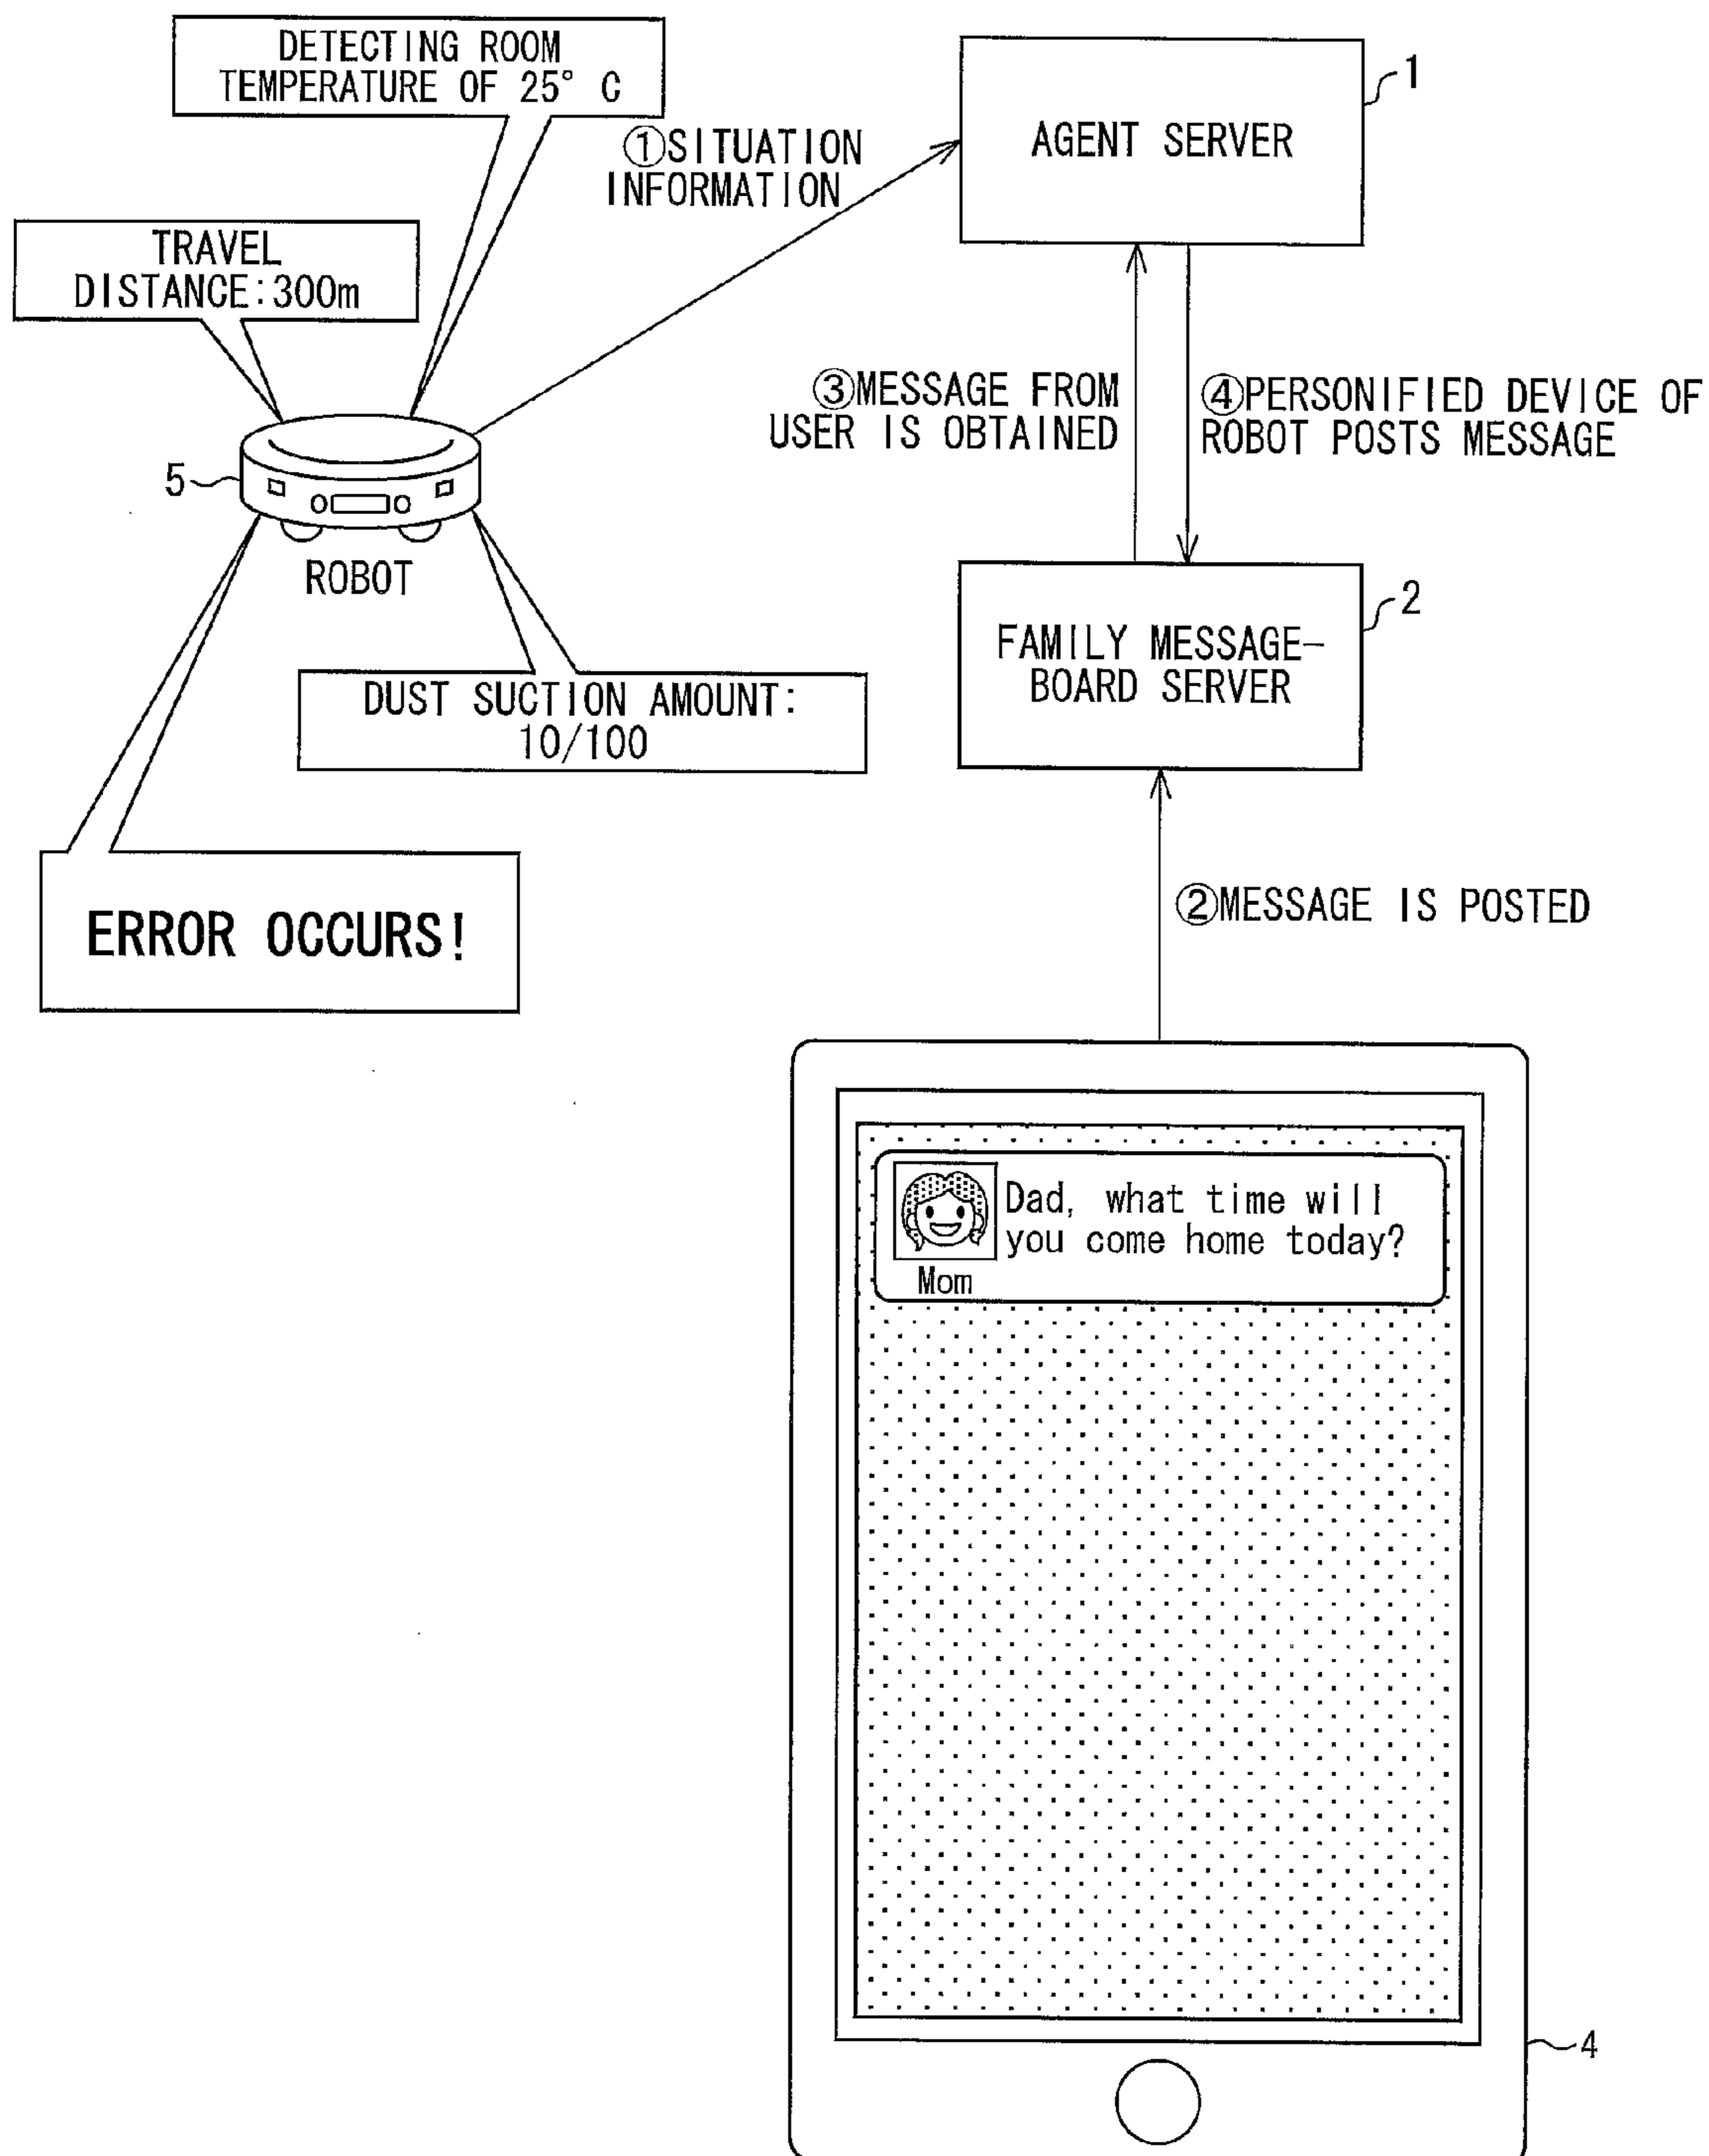 DETECTING ROOM
TEMPERATURE OF 25° C
①SITUATION
INFORMATION
1
AGENT SERVER
TRAVEL
DISTANCE:300m
③MESSAGE FROM
USER IS OBTAINED
④PERSONIFIED DEVICE OF
ROBOT POSTS MESSAGE
5
ROBOT
2
FAMILY MESSAGE-
BOARD SERVER
DUST SUCTION AMOUNT:
10/100
ERROR OCCURS!
②MESSAGE IS POSTED
Dad, what time will
you come home today?
Mom
4